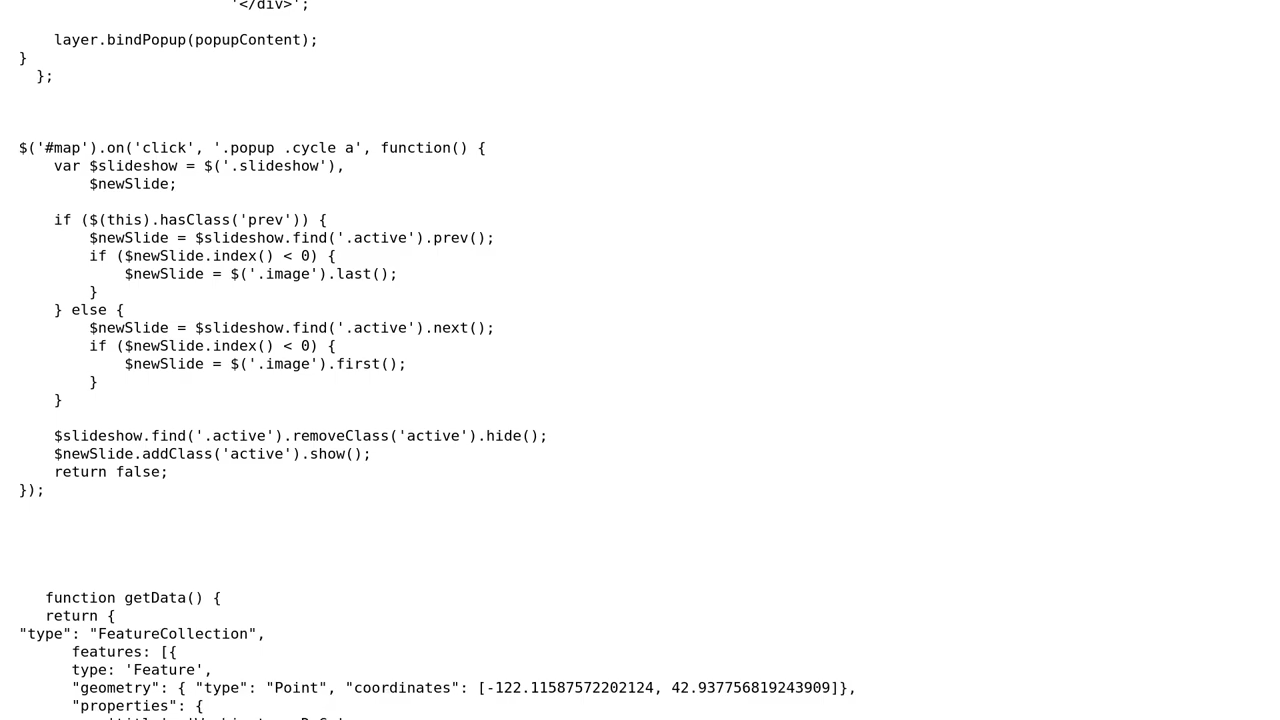 '</div>';
layer.bindPopup(popupContent);
}
};
$('#map').on('click', '.popup .cycle a', function() {
var $slideshow = $('.slideshow'),
$newSlide;
if ($(this).hasClass('prev')) {
$newSlide = $slideshow.find('.active').prev();
if ($newSlide.index() < 0) {
$newSlide = $('.image').last();
}
} else {
$newSlide = $slideshow.find('.active').next();
if ($newSlide.index() < 0) {
$newSlide = $('.image').first();
}
}
$slideshow.find('.active').removeClass('active').hide();
$newSlide.addClass('active').show();
return false;
});
function getData() {
return {
"type": "FeatureCollection",
features: [{
type: 'Feature',
"geometry": { "type": "Point", "coordinates": [-122.11587572202124, 42.937756819243909]},
"properties": {